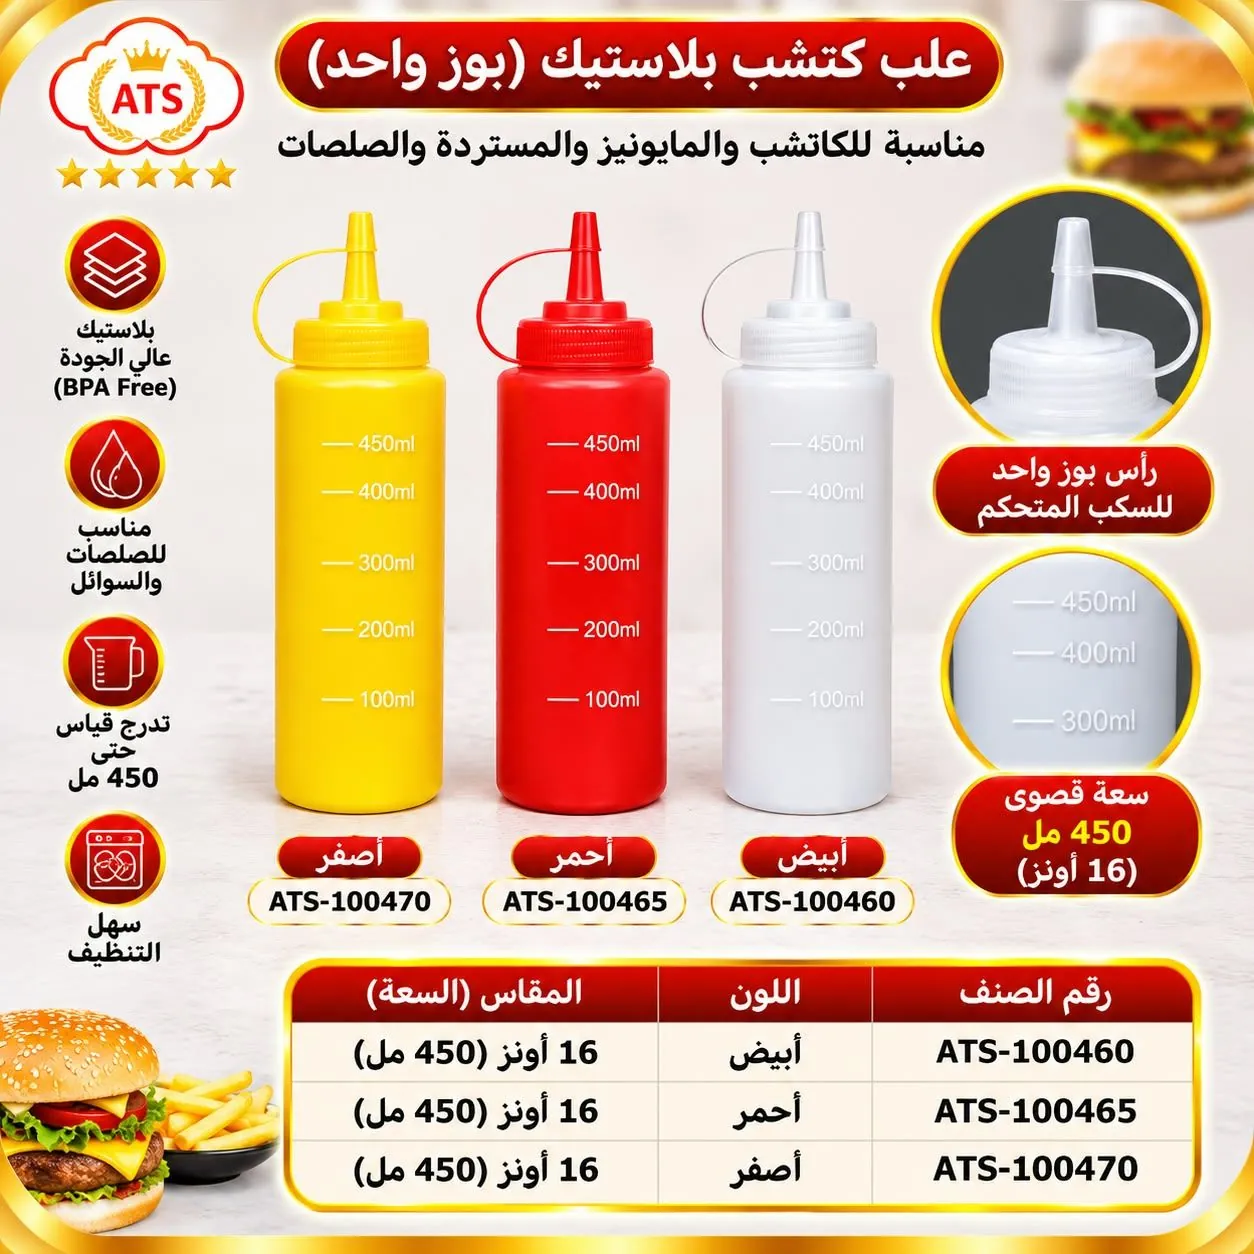 ATS
علب كتشب بلاستيك (بوز واحد)
مناسبة للكاتشب والمايونيز والمستردة والصلصات
بلاستيك
عالي الجودة
(BPA Free)
مناسب
للصلصات
والسوائل
تدرج قياس
حتى
450 مل
سهل
التنظيف
450ml
400ml
300ml
200ml
100ml
450ml
400ml
300ml
200ml
100ml
450ml
400ml
300ml
200ml
100ml
رأس بوز واحد
للسكب المتحكم
450ml
400ml
300ml
سعة قصوى
450 مل
(16 أونز)
أبيض
ATS-100460
أحمر
ATS-100465
أصفر
ATS-100470
رقم الصنف اللون المقاس (السعة)
ATS-100460 أبيض 16 أونز (450 مل)
ATS-100465 أحمر 16 أونز (450 مل)
ATS-100470 أصفر 16 أونز (450 مل)